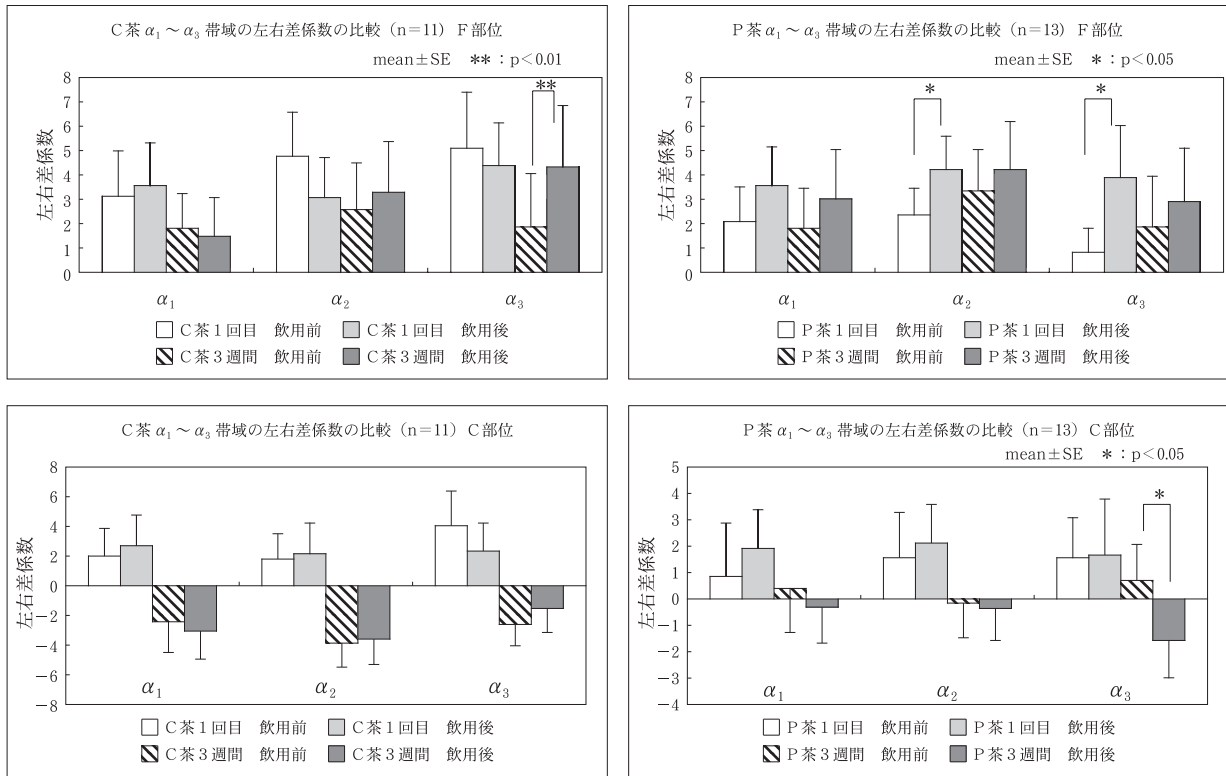 C茶 α₁～α₃ 帯域の左右差係数の比較（n＝11）F部位
mean±SE　**：p＜0.01
左右差係数
8
7
6
5
4
3
2
1
0
**
α₁　α₂　α₃
C茶1回目　飲用前　C茶1回目　飲用後
C茶3週間　飲用前　C茶3週間　飲用後
P茶 α₁～α₃ 帯域の左右差係数の比較（n＝13）F部位
mean±SE　*：p＜0.05
左右差係数
8
7
6
5
4
3
2
1
0
*　*
α₁　α₂　α₃
P茶1回目　飲用前　P茶1回目　飲用後
P茶3週間　飲用前　P茶3週間　飲用後
C茶 α₁～α₃ 帯域の左右差係数の比較（n＝11）C部位
左右差係数
8
6
4
2
0
－2
－4
－6
－8
α₁　α₂　α₃
C茶1回目　飲用前　C茶1回目　飲用後
C茶3週間　飲用前　C茶3週間　飲用後
P茶 α₁～α₃ 帯域の左右差係数の比較（n＝13）C部位
mean±SE　*：p＜0.05
左右差係数
5
4
3
2
1
0
－1
－2
－3
－4
*
α₁　α₂　α₃
P茶1回目　飲用前　P茶1回目　飲用後
P茶3週間　飲用前　P茶3週間　飲用後